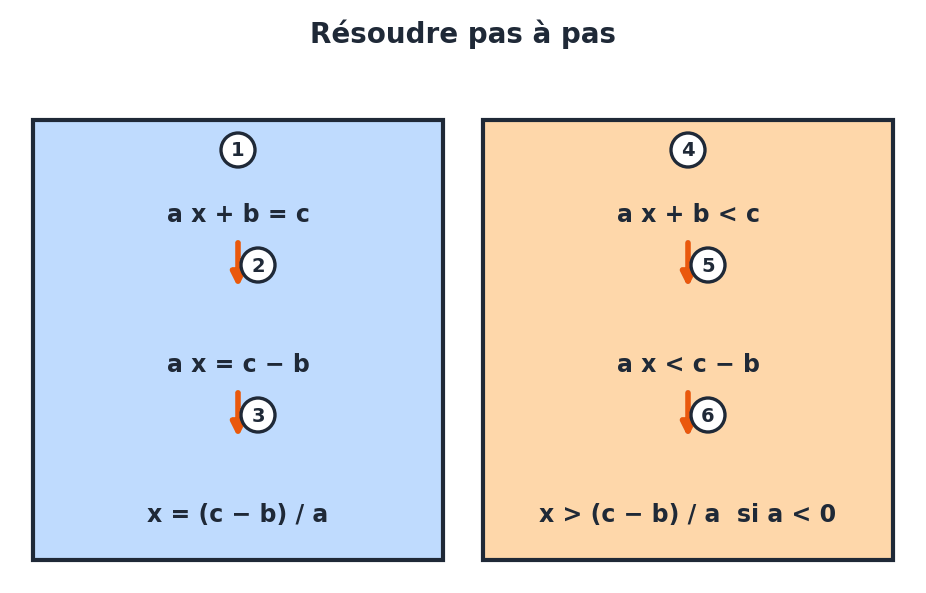 Résoudre pas à pas
1
a x + b = c
2
a x = c − b
3
x = (c − b) / a
4
a x + b < c
5
a x < c − b
6
x > (c − b) / a  si a < 0